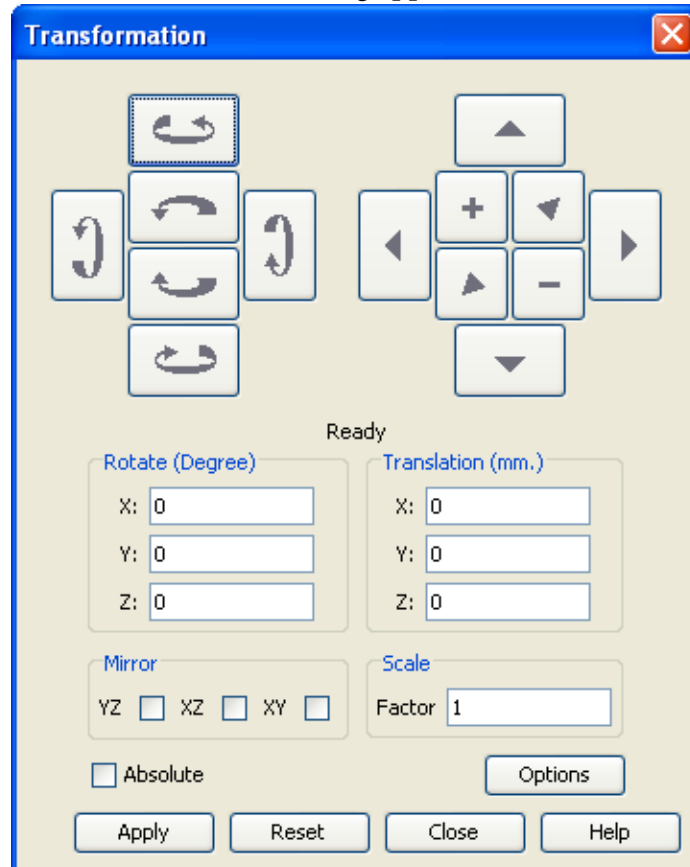 Transformation
Ready
Rotate (Degree)
X: 0
Y: 0
Z: 0
Translation (mm.)
X: 0
Y: 0
Z: 0
Mirror
YZ XZ XY
Scale
Factor 1
Absolute
Options
Apply Reset Close Help